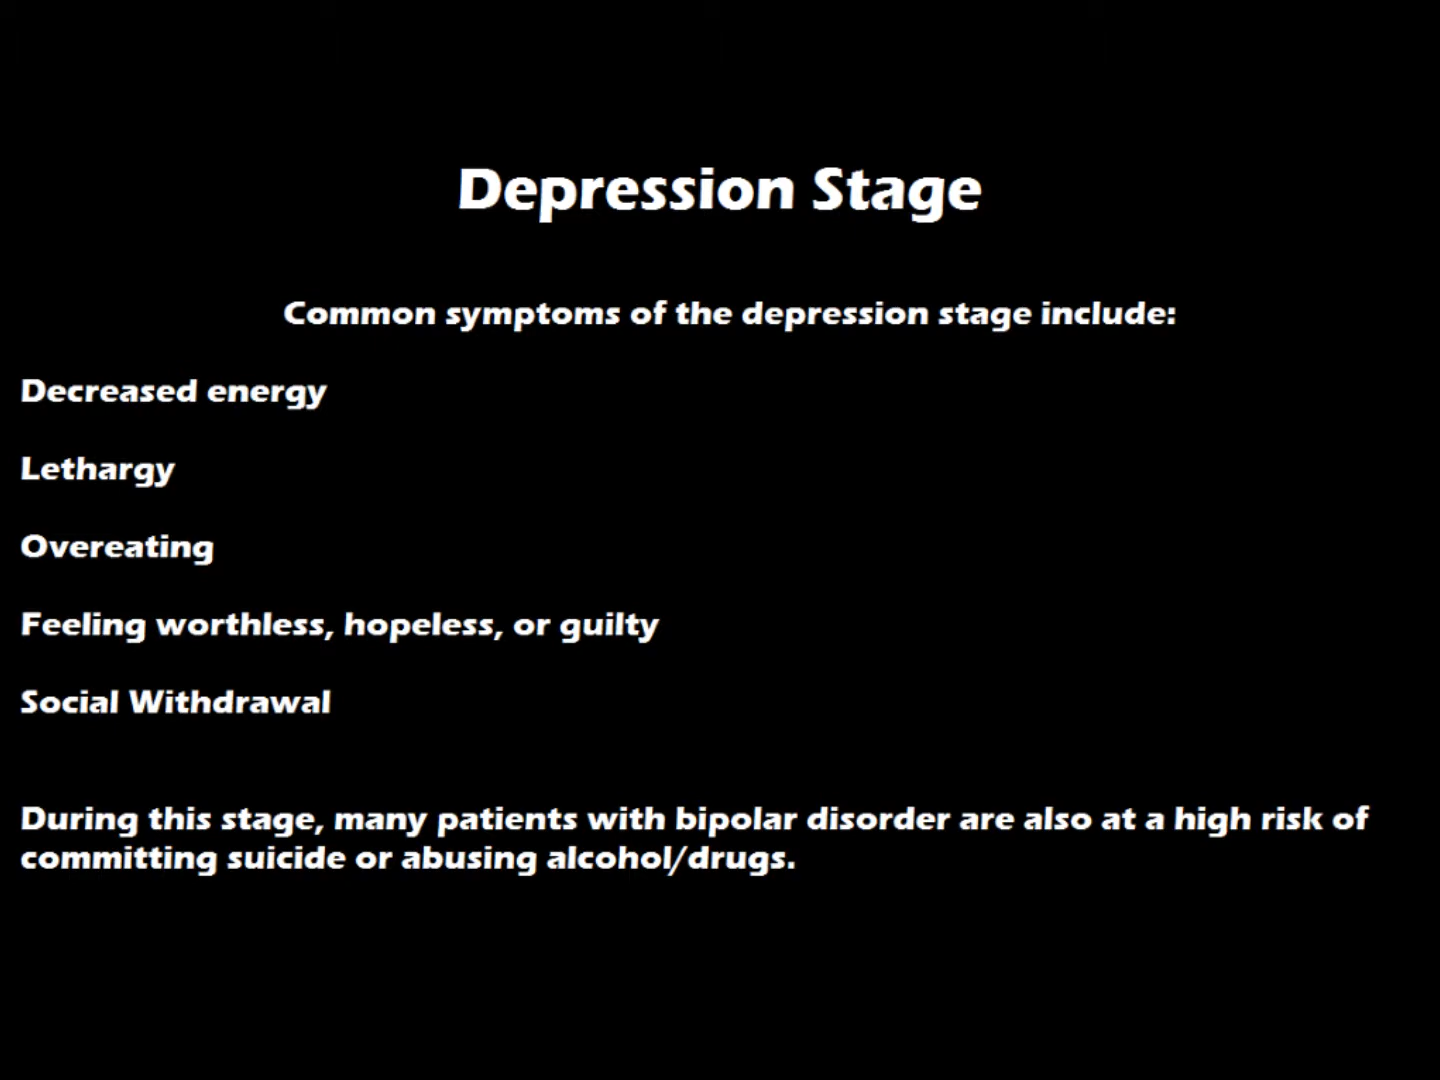 Depression Stage
Common symptoms of the depression stage include:
Decreased energy
Lethargy
Overeating
Feeling worthless, hopeless, or guilty
Social Withdrawal
During this stage, many patients with bipolar disorder are also at a high risk of
committing suicide or abusing alcohol/drugs.